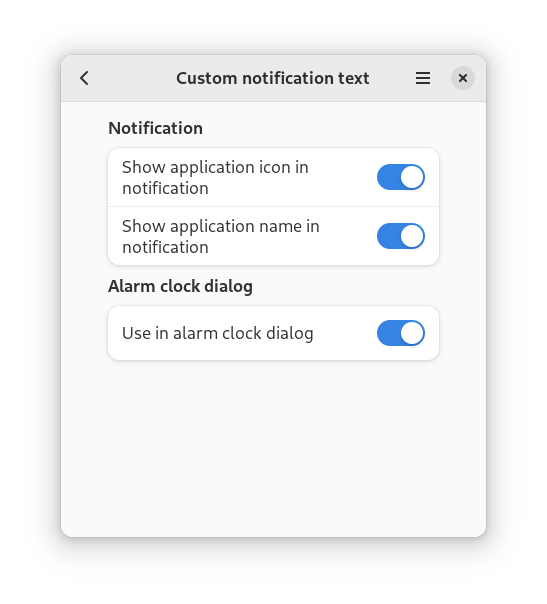 Custom notification text
Notification
Show application icon in
notification
Show application name in
notification
Alarm clock dialog
Use in alarm clock dialog